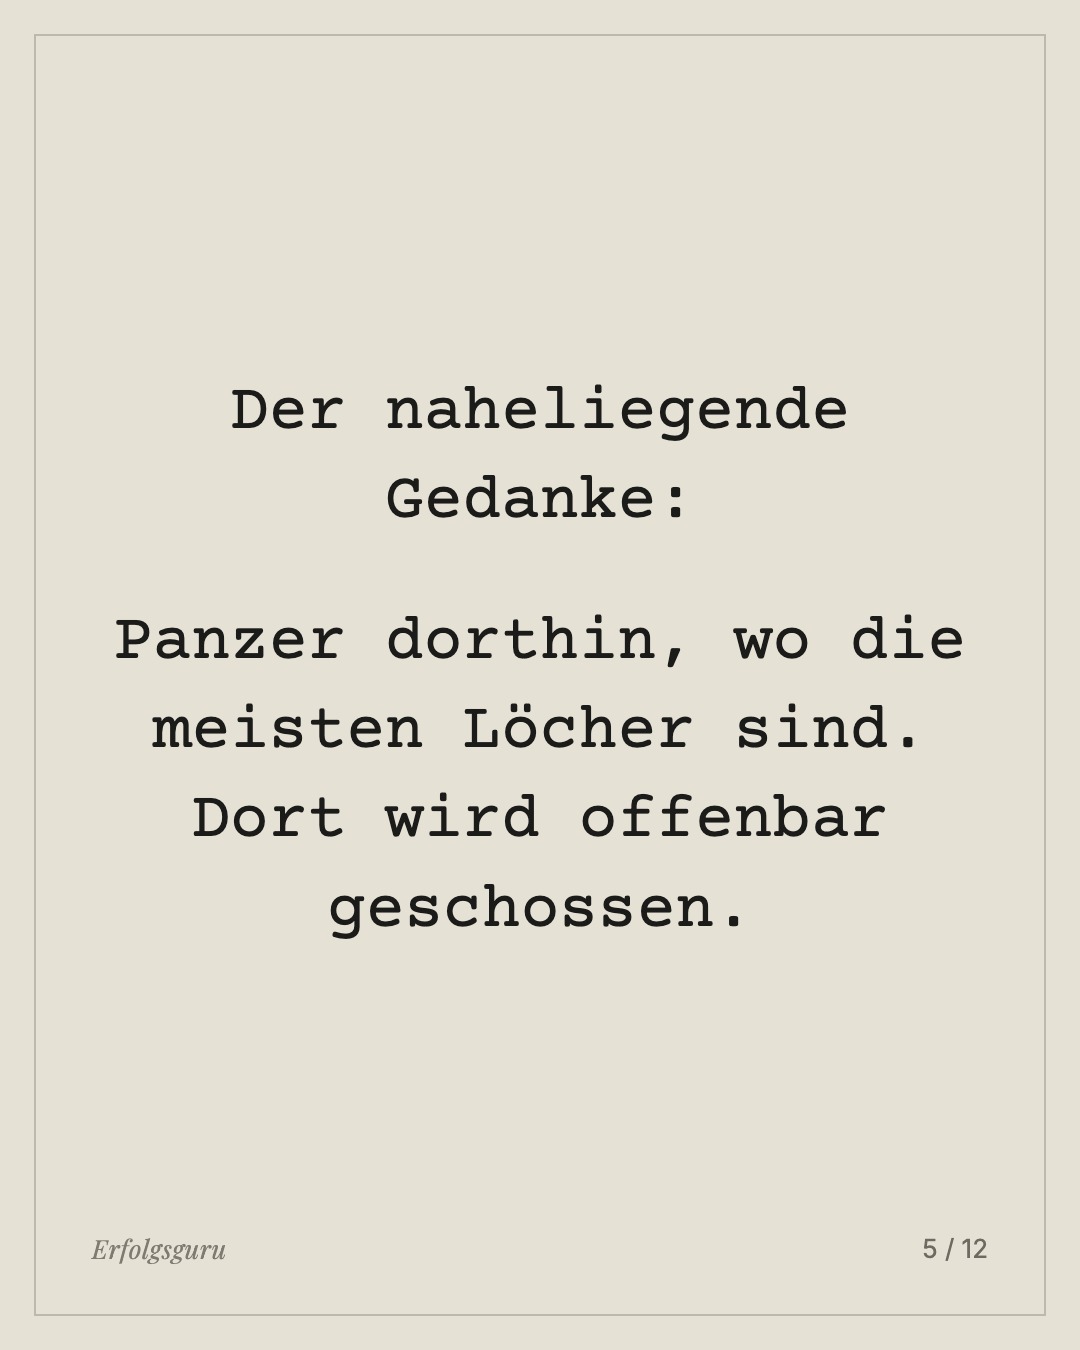 Der naheliegende
Gedanke:
Panzer dorthin, wo die
meisten Löcher sind.
Dort wird offenbar
geschossen.
Erfolgsguru
5 / 12